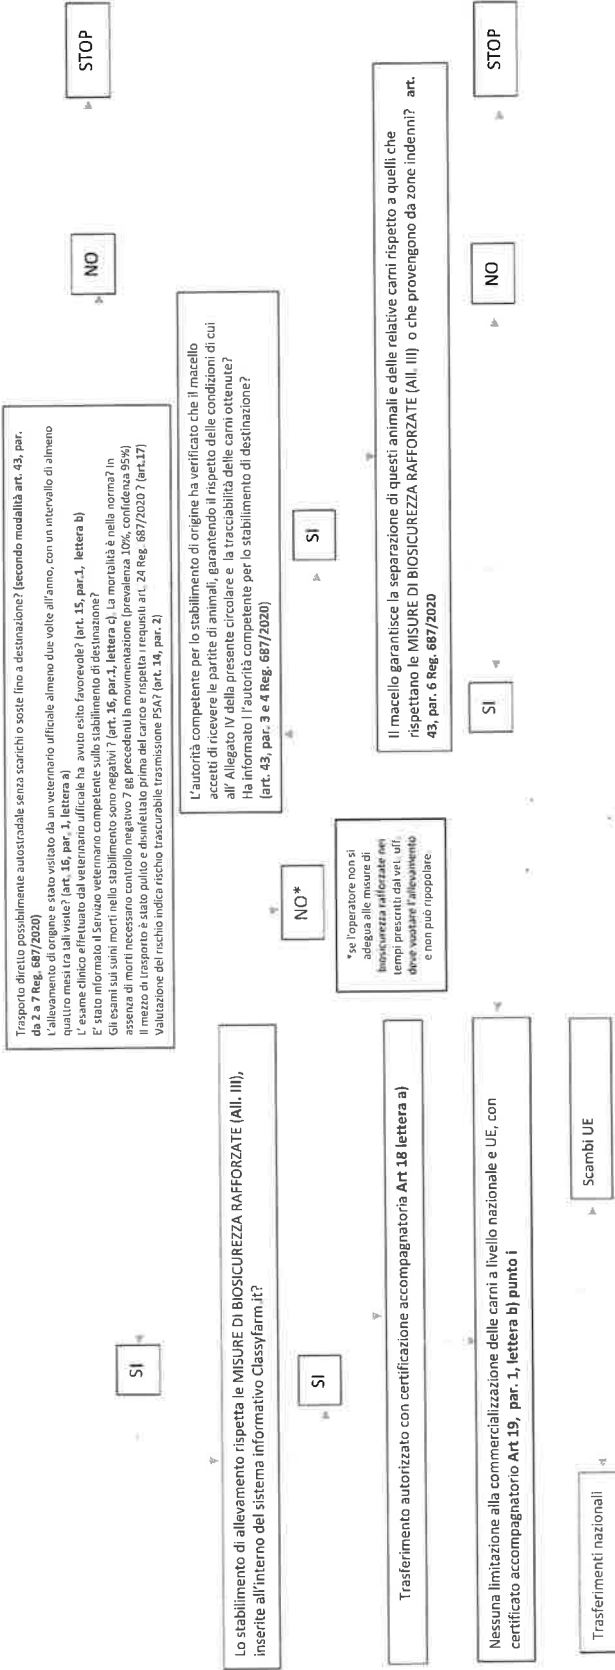 Trasporto diretto possibilmente autostradale senza scarichi o soste fino a destinazione? (secondo modalità art. 43, par.
da 2 a 7 Reg. 687/2020)
L'allevamento di origine è stato visitato da un veterinario ufficiale almeno due volte all'anno, con un intervallo di almeno
quattro mesi tra tali visite? (art. 16, par. 1, lettera a)
L' esame clinico effettuato dal veterinario ufficiale ha avuto esito favorevole? (art. 15, par.1, lettera b)
E' stato informato il Servizio veterinario competente sullo stabilimento di destinazione?
Gli esami sui suini morti nello stabilimento sono negativi ? (art. 16, par.1, lettera c). La mortalità è nella norma? In
assenza di morti necessario controllo negativo 7 gg precedenti la movimentazione (prevalenza 10%, confidenza 95%)
Il mezzo di trasporto è stato pulito e disinfettato prima del carico e rispetta i requisiti art. 24 Reg. 687/2020 ? (art.17)
Valutazione del rischio indica rischio trascurabile trasmissione PSA? (art. 14, par. 2)
SI
NO
STOP
Lo stabilimento di allevamento rispetta le MISURE DI BIOSICUREZZA RAFFORZATE (All. III),
inserite all'interno del sistema informativo Classyfarm.it?
SI
NO*
L'autorità competente per lo stabilimento di origine ha verificato che il macello
accetti di ricevere le partite di animali, garantendo il rispetto delle condizioni di cui
all' Allegato IV della presente circolare e la tracciabilità delle carni ottenute?
Ha informato l l'autorità competente per lo stabilimento di destinazione?
(art. 43, par. 3 e 4 Reg. 687/2020)
SI
*se l'operatore non si
adegua alle misure di
biosicurezza rafforzate nei
tempi prescritti dal vet. uff.
deve vuotare l'allevamento
e non può ripopolare
Trasferimento autorizzato con certificazione accompagnatoria Art 18 lettera a)
Il macello garantisce la separazione di questi animali e delle relative carni rispetto a quelli che
rispettano le MISURE DI BIOSICUREZZA RAFFORZATE (All. III) o che provengono da zone indenni? art.
43, par. 6 Reg. 687/2020
SI
NO
STOP
Nessuna limitazione alla commercializzazione delle carni a livello nazionale e UE, con
certificato accompagnatorio Art 19, par. 1, lettera b) punto i
Trasferimenti nazionali
Scambi UE